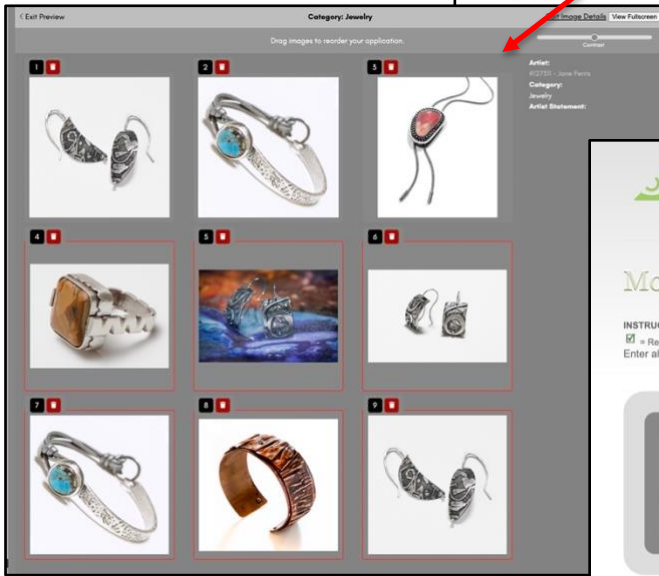 < Exit Preview
Category: Jewelry
Image Details
View Fullscreen
Drag images to reorder your application.
Contrast
Artist:
Category:
Jewelry
Artist Statement:
1
2
3
4
5
6
7
8
9
INSTRUC
= Re
Enter al